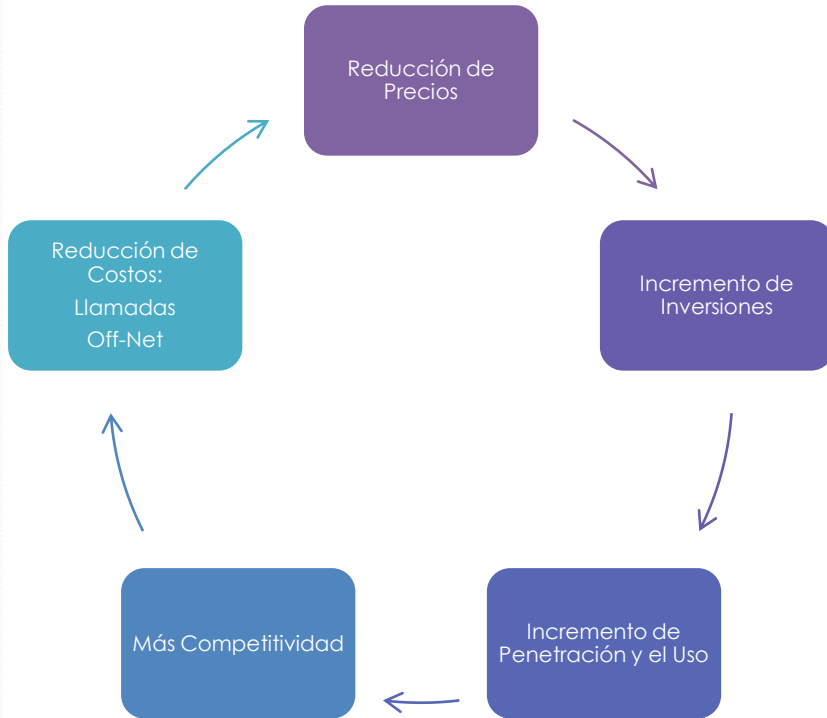 Reducción de
Precios
Incremento de
Inversiones
Incremento de
Penetración y el Uso
Más Competitividad
Reducción de
Costos:
Llamadas
Off-Net